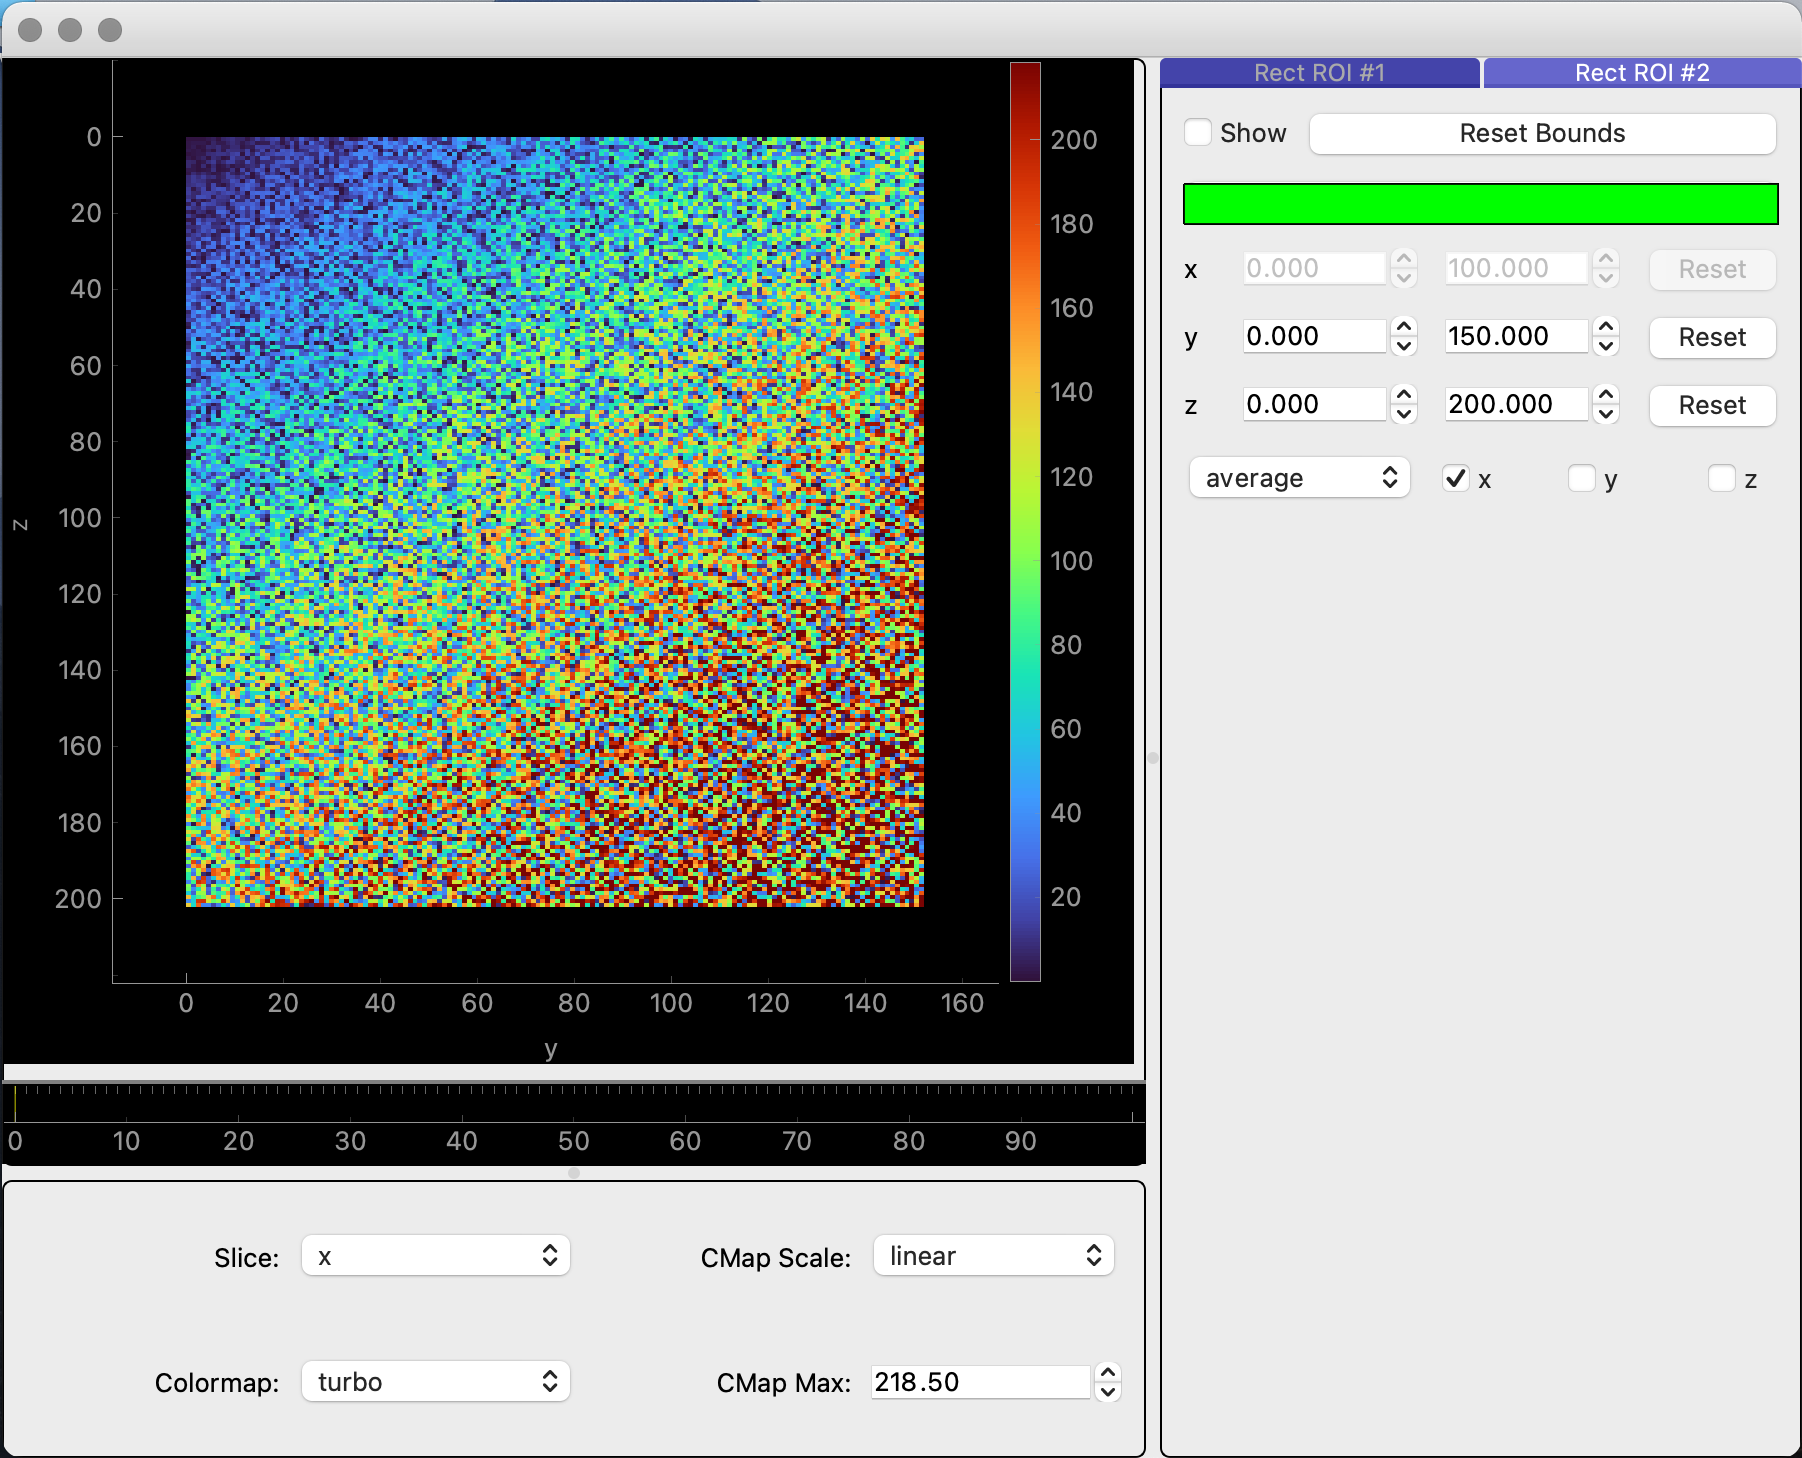 Rect ROI #1
Rect ROI #2
Show
Reset Bounds
x 0.000 100.000 Reset
y 0.000 150.000 Reset
z 0.000 200.000 Reset
average x y z
0
20
40
60
80
100
120
140
160
180
200
z
0 20 40 60 80 100 120 140 160
y
200
180
160
140
120
100
80
60
40
20
0 10 20 30 40 50 60 70 80 90
Slice: x CMap Scale: linear
Colormap: turbo CMap Max: 218.50